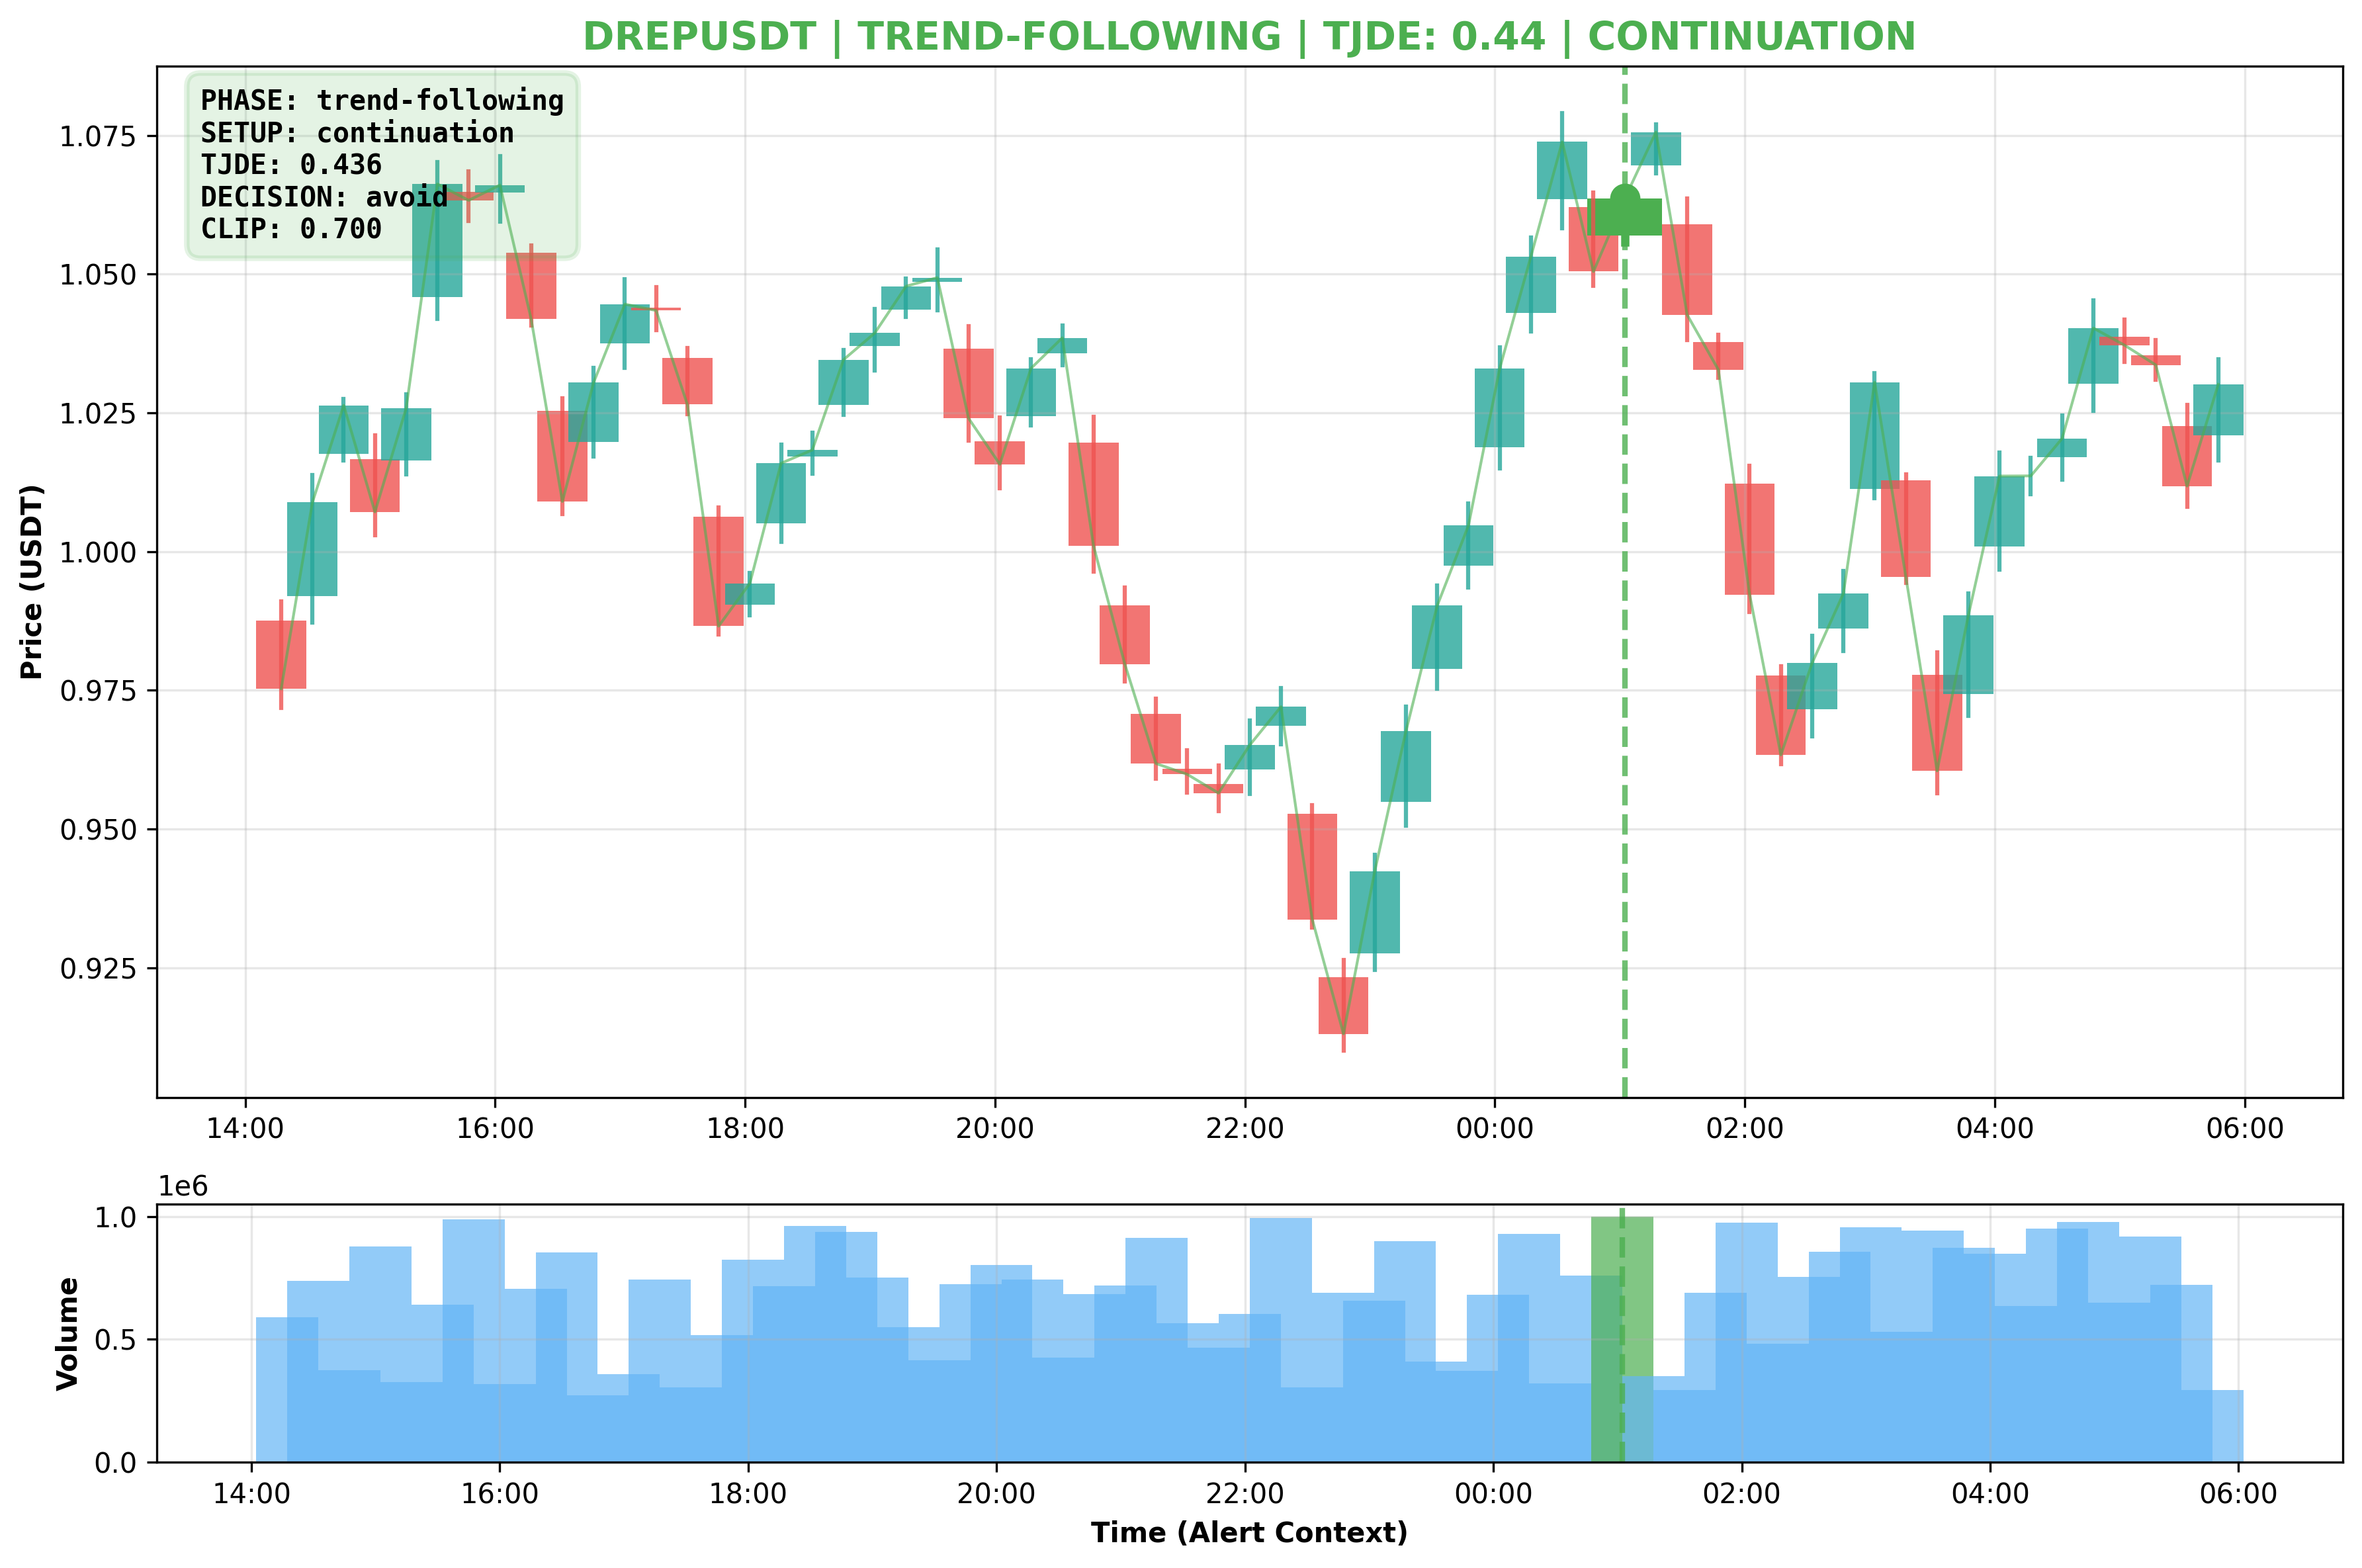 DREPUSDT | TREND-FOLLOWING | TJDE: 0.44 | CONTINUATION
PHASE: trend-following
SETUP: continuation
TJDE: 0.436
DECISION: avoid
CLIP: 0.700
1.075
1.050
1.025
1.000
0.975
0.950
0.925
Price (USDT)
14:00 16:00 18:00 20:00 22:00 00:00 02:00 04:00 06:00
1e6
1.0
0.5
0.0
Volume
14:00 16:00 18:00 20:00 22:00 00:00 02:00 04:00 06:00
Time (Alert Context)